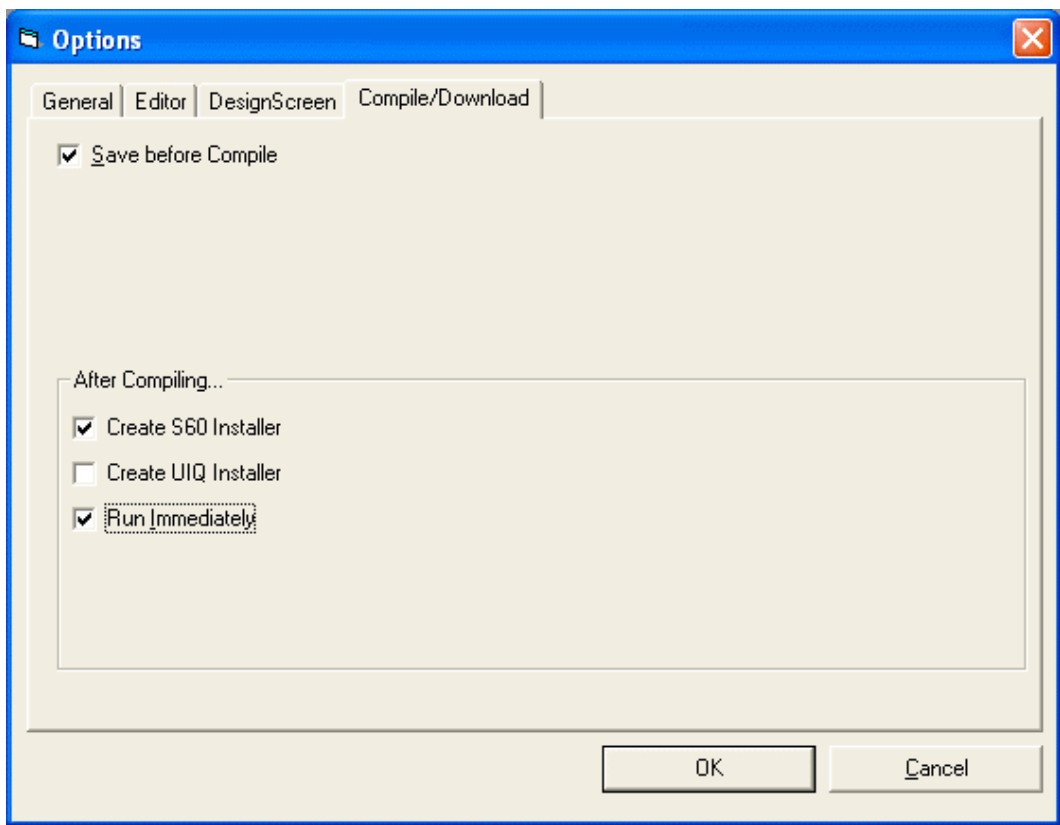 Options
General Editor DesignScreen Compile/Download
Save before Compile
After Compiling...
Create S60 Installer
Create UIQ Installer
Run Immediately
OK Cancel